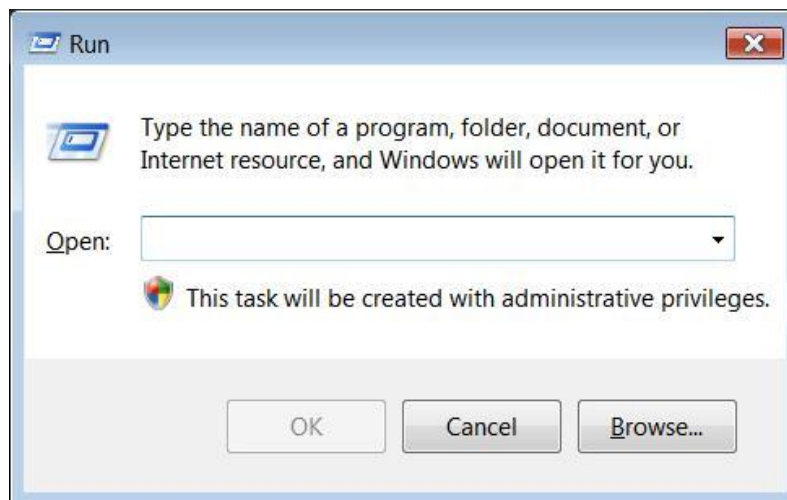 Run
Type the name of a program, folder, document, or
Internet resource, and Windows will open it for you.
Open:
This task will be created with administrative privileges.
OK
Cancel
Browse...